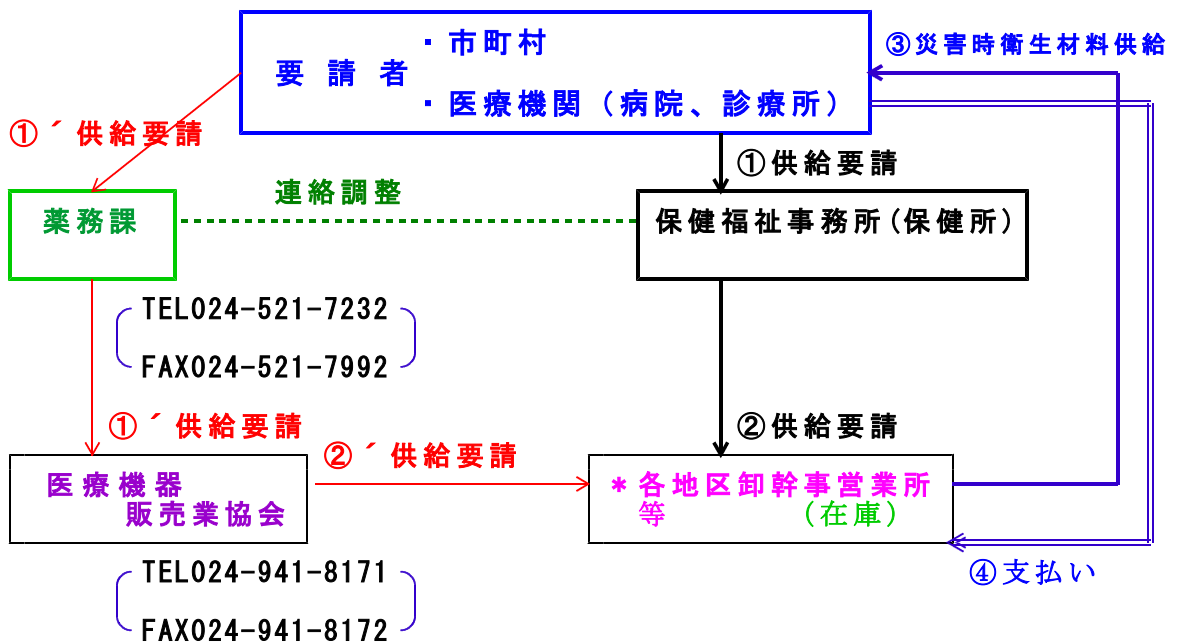 ・市町村
要請者
・医療機関（病院、診療所）
③災害時衛生材料供給
①´供給要請
①供給要請
連絡調整
薬務課
保健福祉事務所(保健所)
TEL024-521-7232
FAX024-521-7992
①´供給要請
②供給要請
②´供給要請
医療機器
販売業協会
＊各地区卸幹事営業所
等　（在庫）
TEL024-941-8171
FAX024-941-8172
④支払い